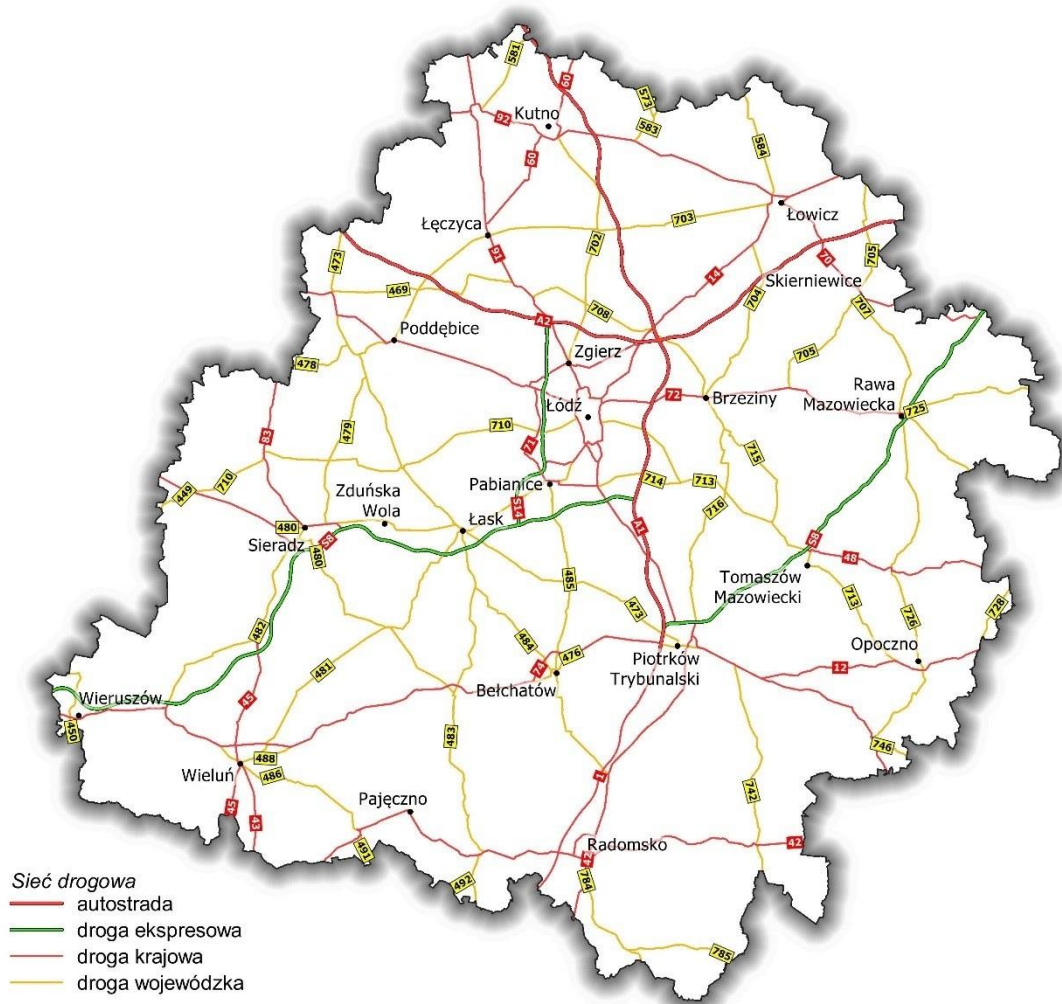 581
60
573
583
92
Kutno
584
60
Łowicz
703
Łęczyca
702
91
473
14
70
705
Skierniewice
469
704
707
708
A2
Poddębice
Zgierz
478
705
Rawa
Mazowiecka
72
Brzeziny
725
Łódź
710
71
83
479
715
710
449
Pabianice
714
713
Zduńska
Wola
S14
716
480
Łask
A1
Sieradz
S8
S8
480
48
Tomaszów
Mazowiecki
485
713
473
728
726
482
484
Opoczno
481
476
Piotrków
Trybunalski
74
12
Bełchatów
Wieruszów
45
450
483
746
488
Wieluń
486
1
742
Pajęczno
45
43
42
491
Radomsko
42
492
784
785
Sieć drogowa
autostrada
droga ekspresowa
droga krajowa
droga wojewódzka